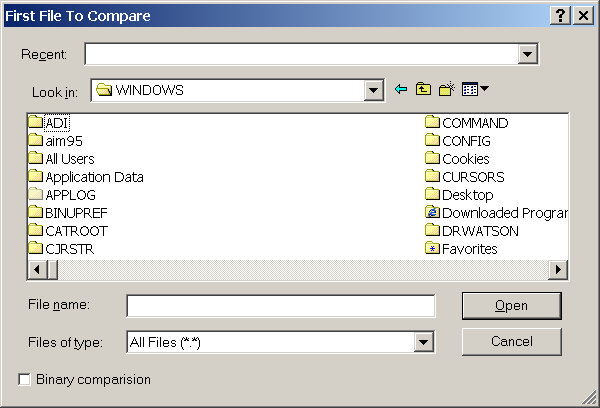 First File To Compare
Recent:
Look in: WINDOWS
ADI
aim95
All Users
Application Data
APPLOG
BINUPREF
CATROOT
CJRSTR
COMMAND
CONFIG
Cookies
CURSORS
Desktop
Downloaded Progran
DRWATSON
Favorites
File name:
Open
Files of type: All Files (*.*)
Cancel
Binary comparision